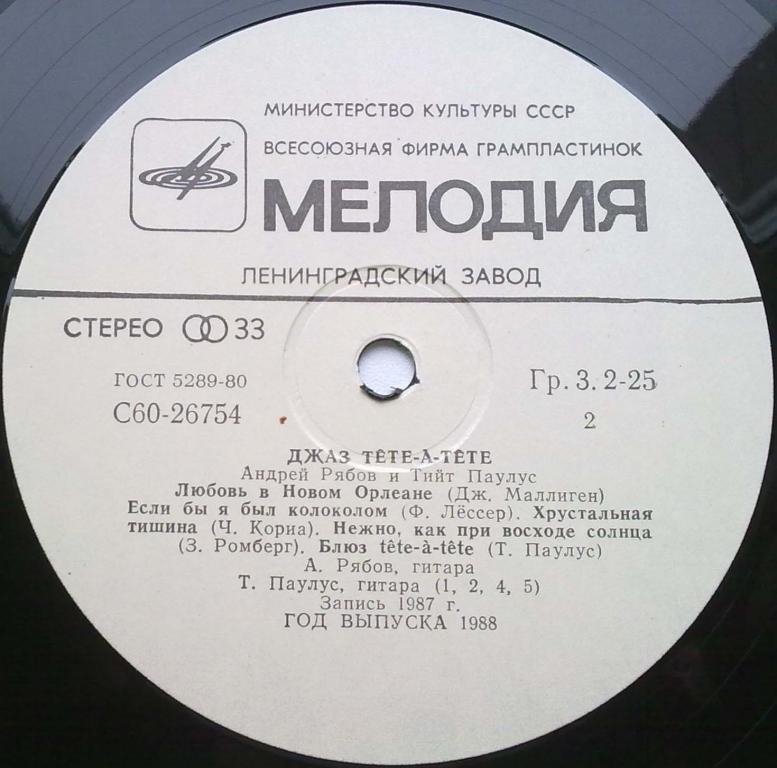 МИНИСТЕРСТВО КУЛЬТУРЫ СССР
ВСЕСОЮЗНАЯ ФИРМА ГРАМПЛАСТИНОК
МЕЛОДИЯ
ЛЕНИНГРАДСКИЙ ЗАВОД
СТЕРЕО 33
ГОСТ 5289-80
Гр. 3. 2-25
С60-26754
2
ДЖАЗ TÊTE-À-TÊTE
Андрей Рябов и Тийт Паулус
Любовь в Новом Орлеане (Дж. Маллиген)
Если бы я был колоколом (Ф. Лёссер). Хрустальная
тишина (Ч. Кориа). Нежно, как при восходе солнца
(З. Ромберг). Блюз tête-à-tête (Т. Паулус)
А. Рябов, гитара
Т. Паулус, гитара (1, 2, 4, 5)
Запись 1987 г.
ГОД ВЫПУСКА 1988